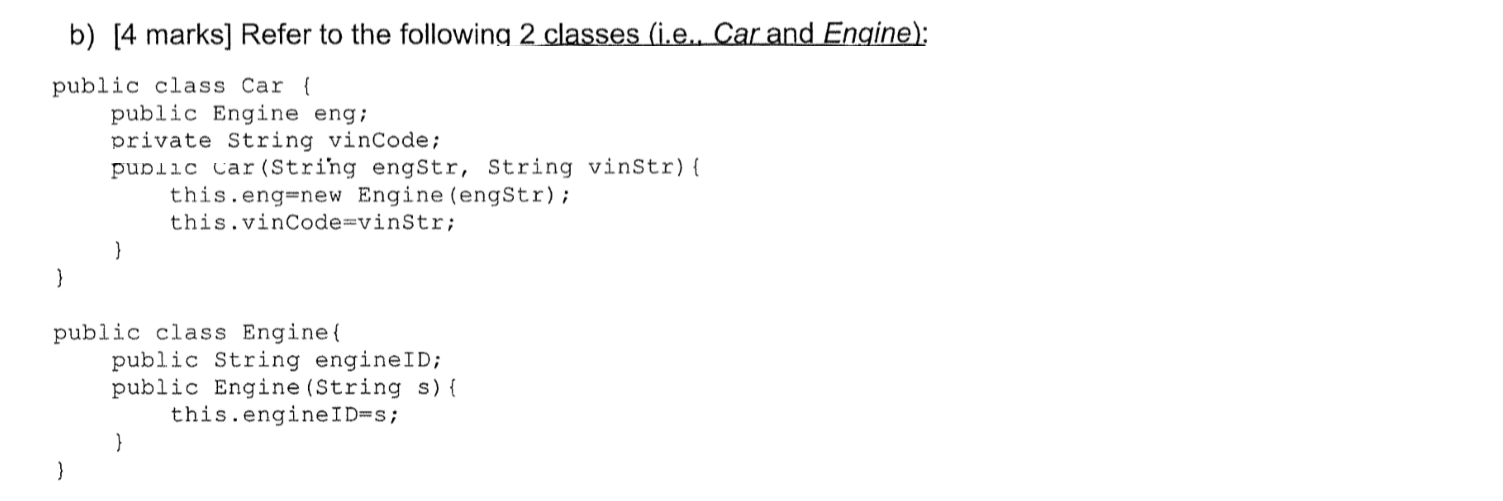 b) [4 marks] Refer to the following 2 classes (i.e., Car and Engine):
public class Car {
public Engine eng;
private String vinCode;
public Car(String engStr, String vinStr){
this.eng=new Engine(engStr);
this.vinCode=vinStr;
}
}
public class Engine{
public String engineID;
public Engine(String s){
this.engineID=s;
}
}